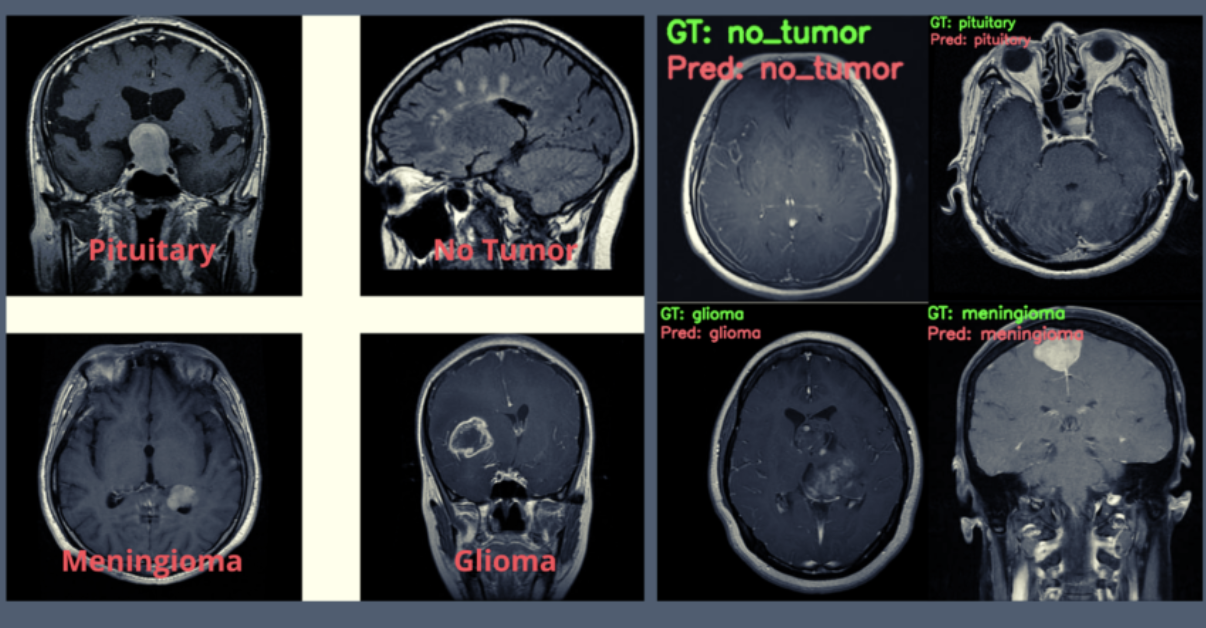 Pituitary
No Tumor
Meningioma
Glioma
GT: no_tumor
Pred: no_tumor
GT: pituitary
Pred: pituitary
GT: glioma
Pred: glioma
GT: meningioma
Pred: meningioma